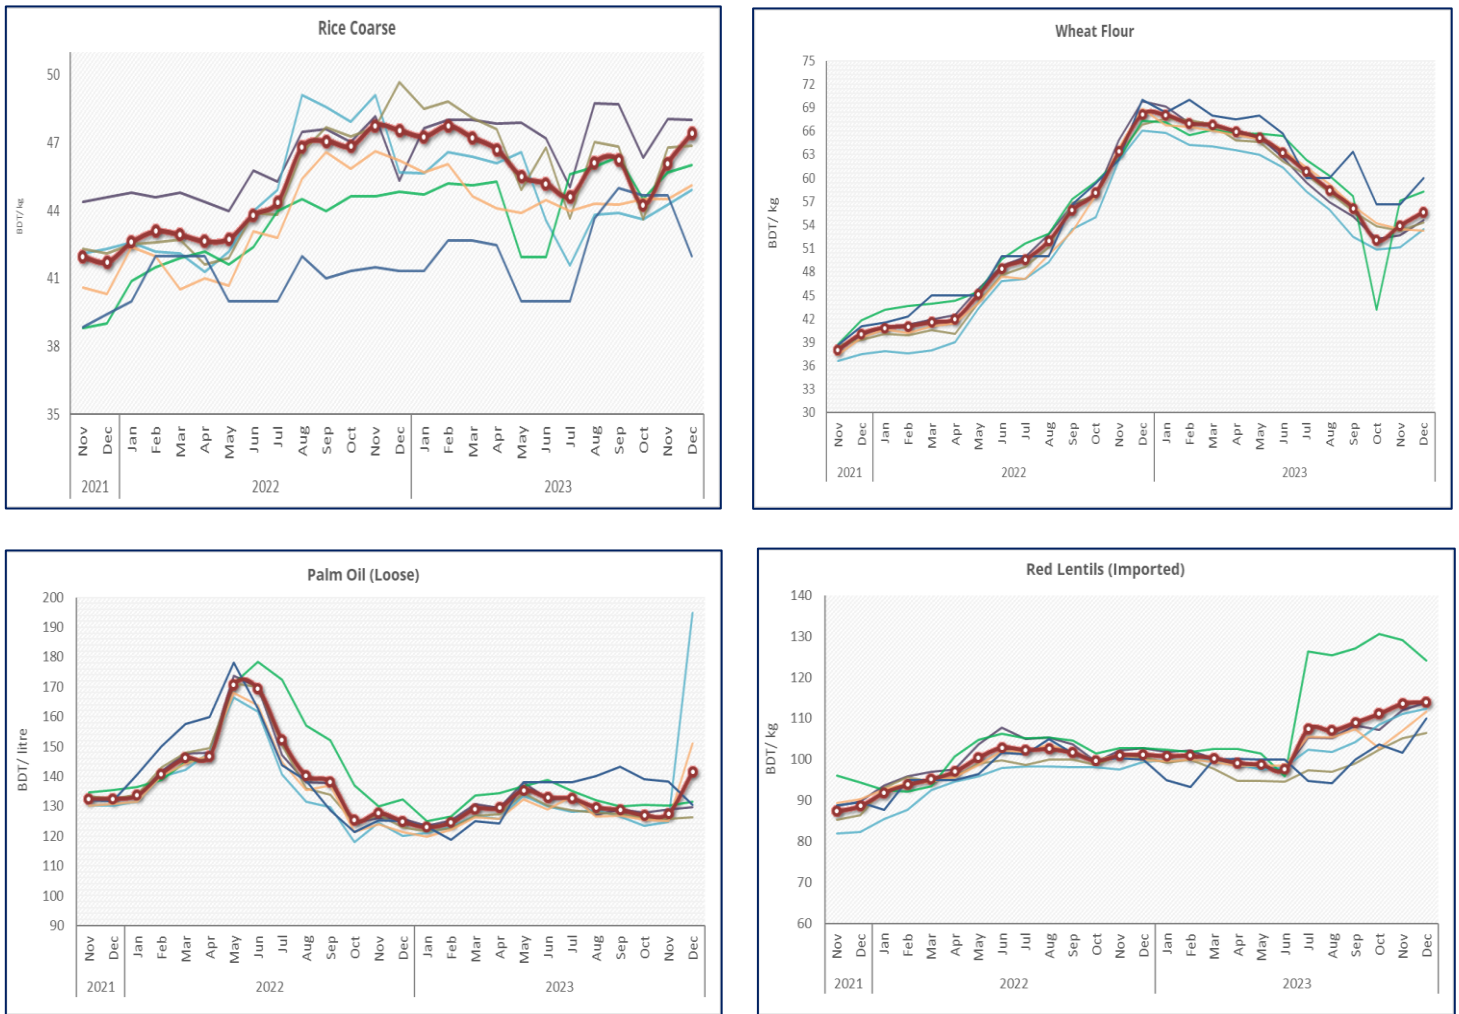 Rice Coarse
50
47
44
41
38
35
BDT/ kg
Nov Dec Jan Feb Mar Apr May Jun Jul Aug Sep Oct Nov Dec Jan Feb Mar Apr May Jun Jul Aug Sep Oct Nov Dec
2021 2022 2023
Wheat Flour
75
72
69
66
63
60
57
54
51
48
45
42
39
36
33
30
BDT/ kg
Nov Dec Jan Feb Mar Apr May Jun Jul Aug Sep Oct Nov Dec Jan Feb Mar Apr May Jun Jul Aug Sep Oct Nov Dec
2021 2022 2023
Palm Oil (Loose)
200
190
180
170
160
150
140
130
120
110
100
90
BDT/ litre
Nov Dec Jan Feb Mar Apr May Jun Jul Aug Sep Oct Nov Dec Jan Feb Mar Apr May Jun Jul Aug Sep Oct Nov Dec
2021 2022 2023
Red Lentils (Imported)
140
130
120
110
100
90
80
70
60
BDT/ kg
Nov Dec Jan Feb Mar Apr May Jun Jul Aug Sep Oct Nov Dec Jan Feb Mar Apr May Jun Jul Aug Sep Oct Nov Dec
2021 2022 2023